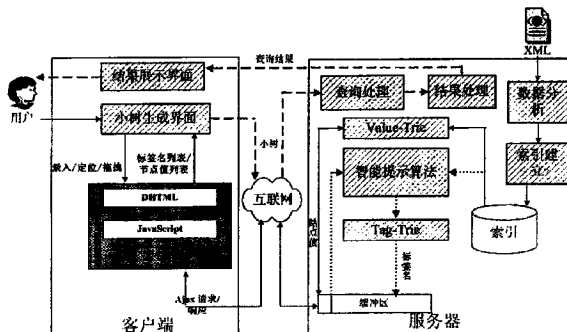 XML
查询结果
结果展示界面
查询处理
结果处理
数据分
析
用户
小树生成界面
小树
Value-Trie
录入/定位/拖拽
标签名列表/
节点值列表
智能提示算法
索引建
立
DHTML
JavaScript
互联网
节点值
Tag-Trie
标签名
索引
Ajax 请求/
响应
缓冲区
客户端
服务器